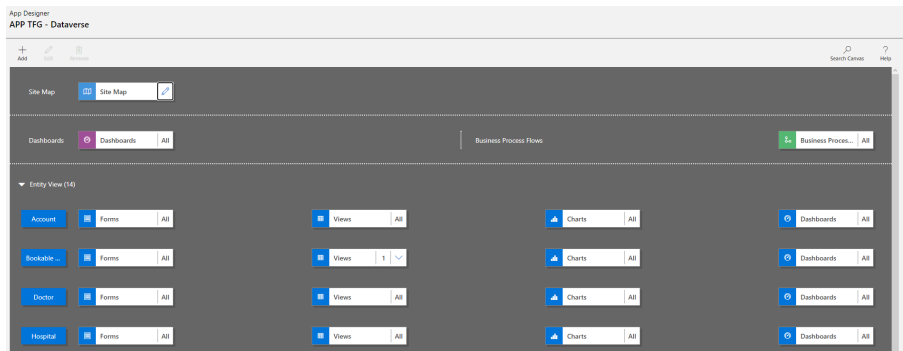 App Designer
APP TFG - Dataverse
Add Edit Remove Search Canvas Help
Site Map Site Map
Dashboards Dashboards All Business Process Flows Business Proces... All
Entity View (14)
Account Forms All Views All Charts All Dashboards All
Bookable ... Forms All Views 1 Charts All Dashboards All
Doctor Forms All Views All Charts All Dashboards All
Hospital Forms All Views All Charts All Dashboards All